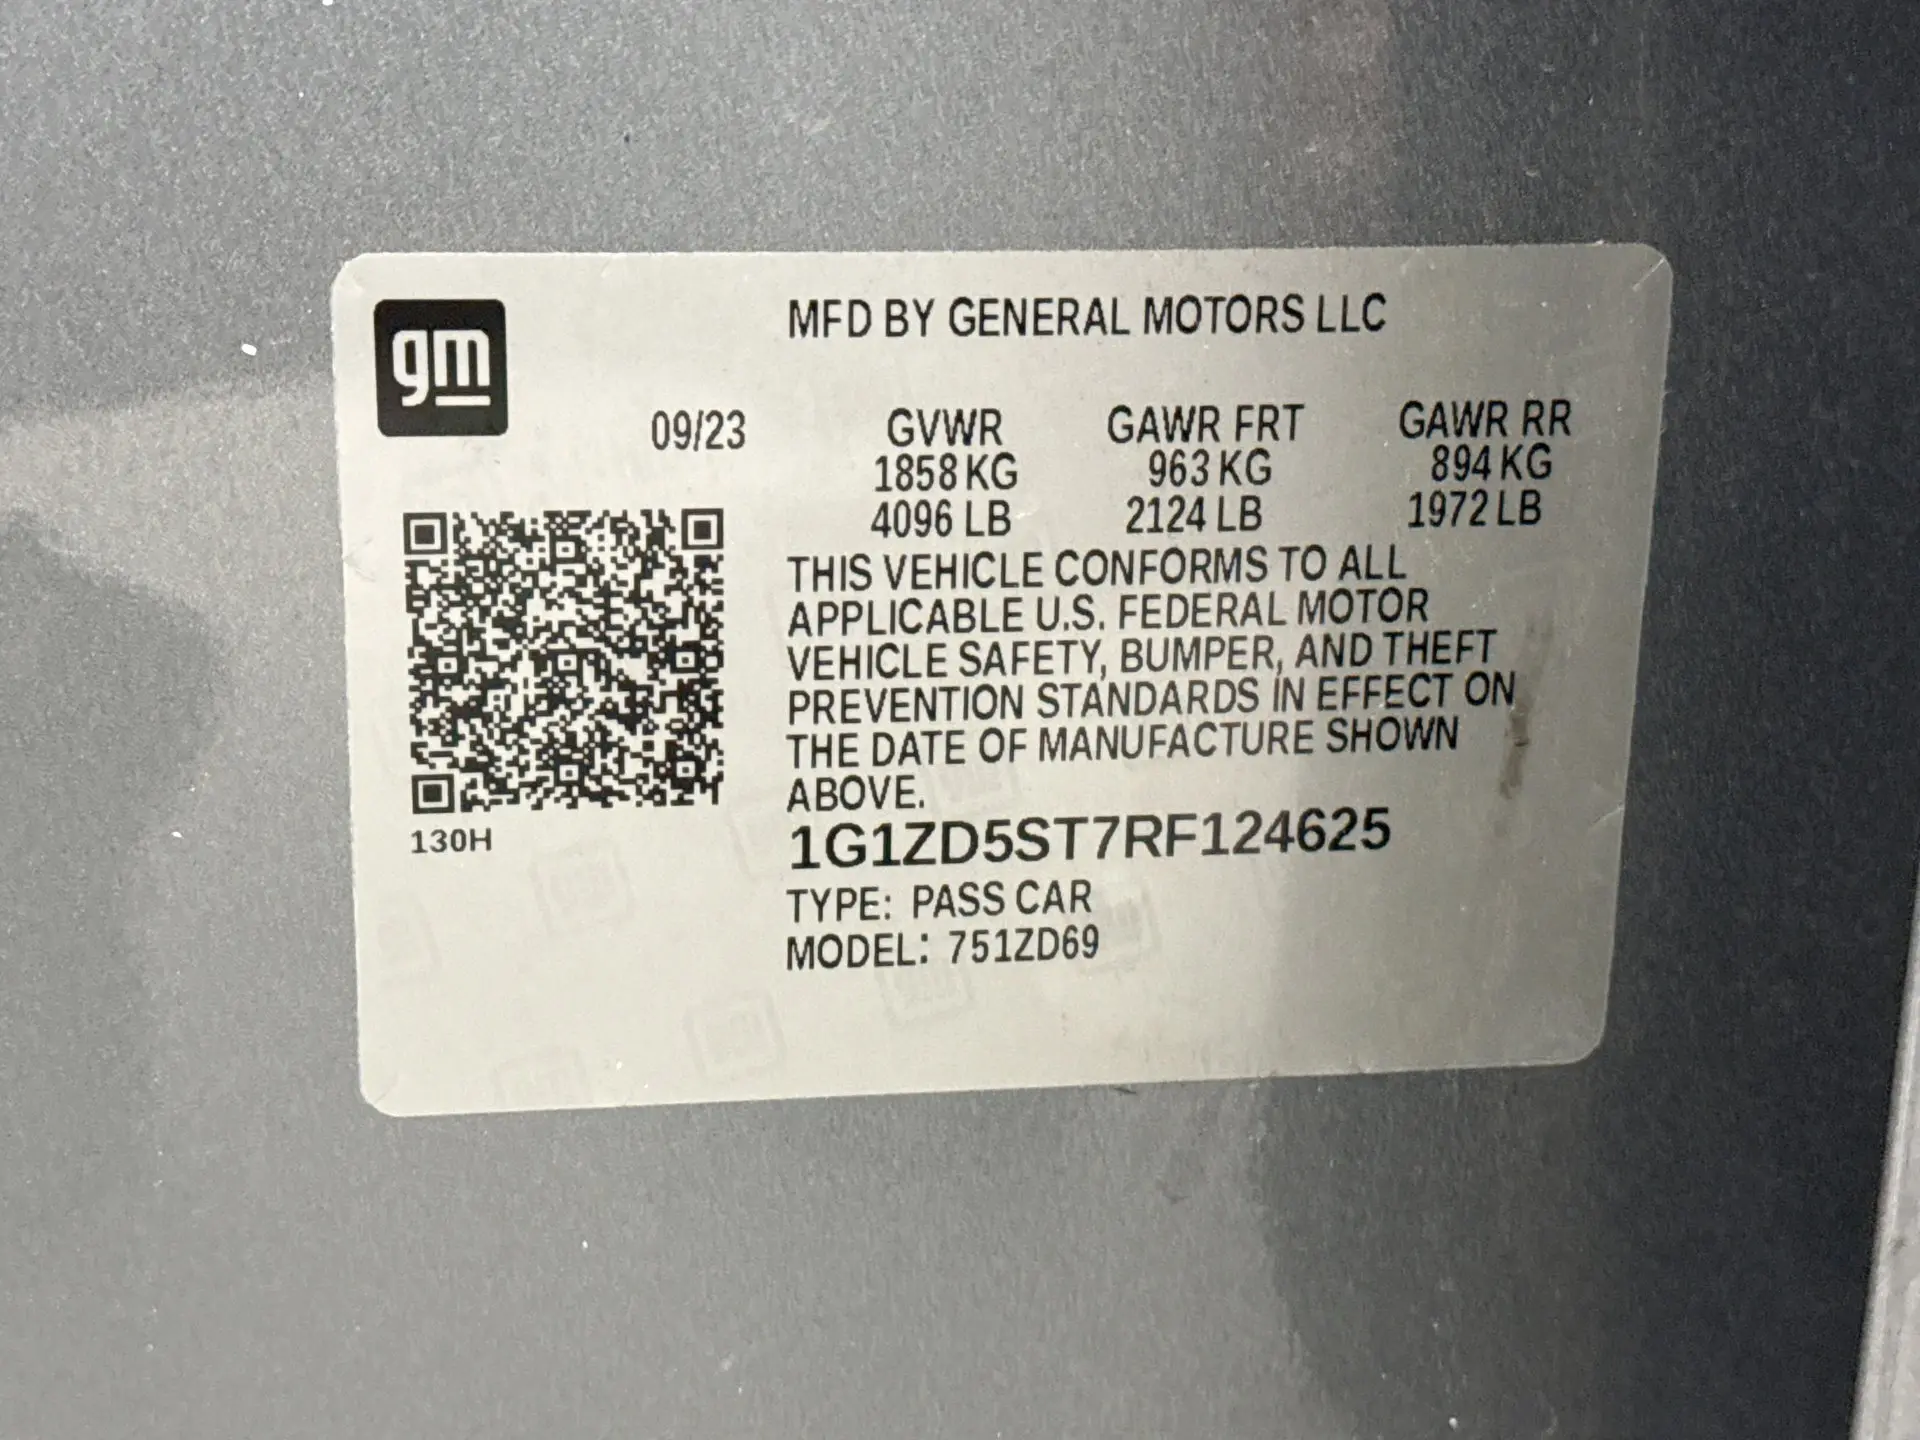 gm
MFD BY GENERAL MOTORS LLC
09/23 GVWR GAWR FRT GAWR RR
1858 KG 963 KG 894 KG
4096 LB 2124 LB 1972 LB
THIS VEHICLE CONFORMS TO ALL
APPLICABLE U.S. FEDERAL MOTOR
VEHICLE SAFETY, BUMPER, AND THEFT
PREVENTION STANDARDS IN EFFECT ON
THE DATE OF MANUFACTURE SHOWN
ABOVE.
130H
1G1ZD5ST7RF124625
TYPE: PASS CAR
MODEL: 751ZD69